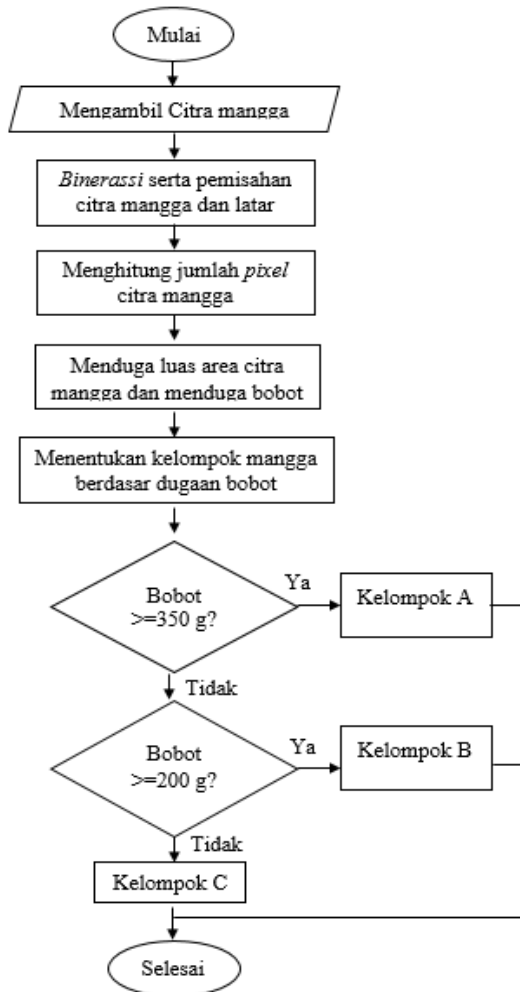 Mulai
Mengambil Citra mangga
Binerassi serta pemisahan
citra mangga dan latar
Menghitung jumlah pixel
citra mangga
Menduga luas area citra
mangga dan menduga bobot
Menentukan kelompok mangga
berdasar dugaan bobot
Bobot
>=350 g?
Ya
Kelompok A
Tidak
Bobot
>=200 g?
Ya
Kelompok B
Tidak
Kelompok C
Selesai